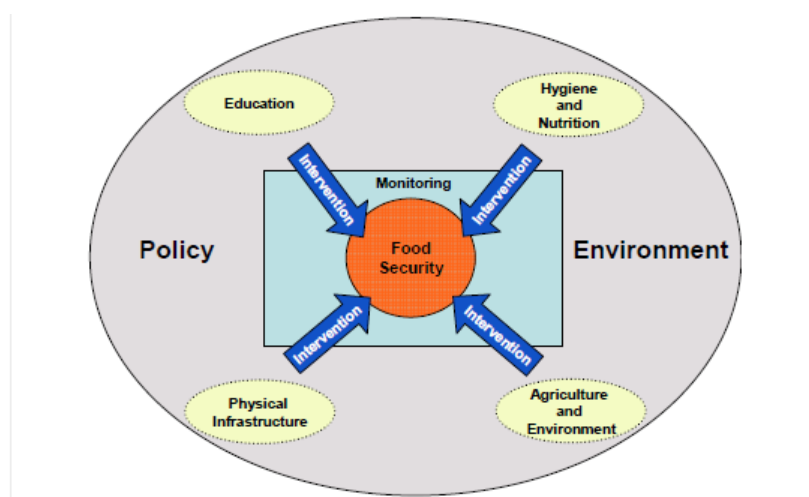 Education
Hygiene
and
Nutrition
Intervention
Monitoring
Intervention
Policy
Food
Security
Environment
Intervention
Intervention
Physical
Infrastructure
Agriculture
and
Environment